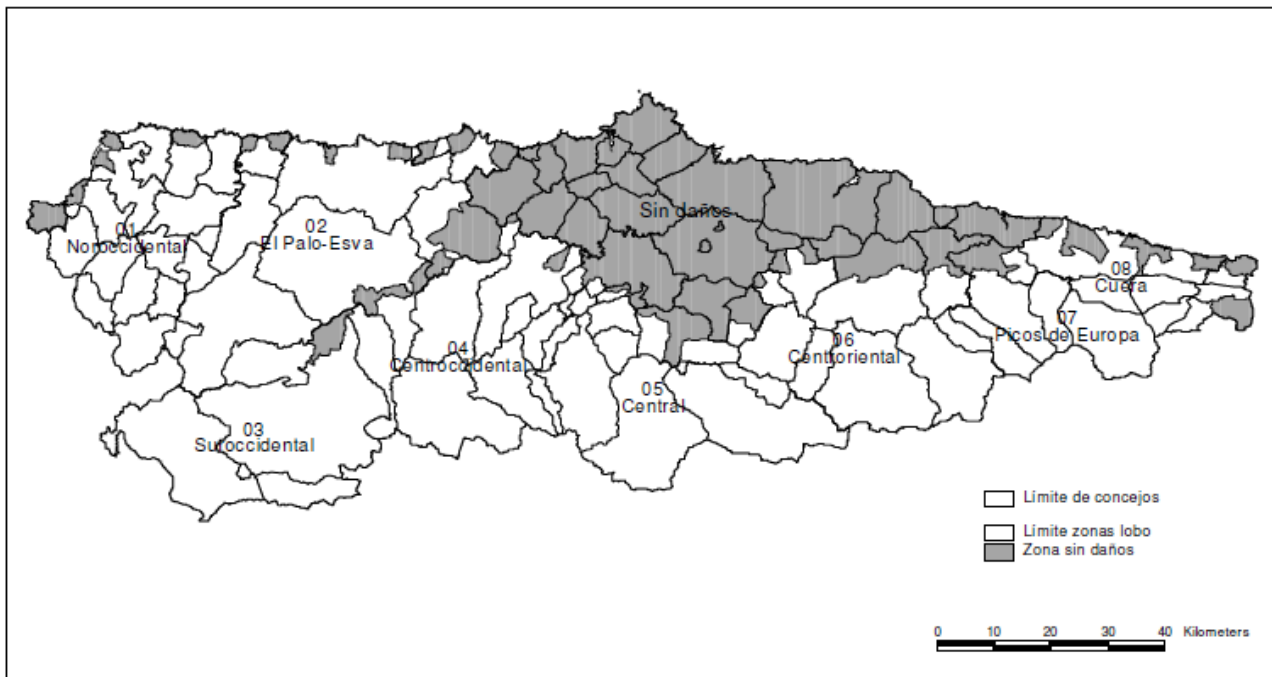 Sin daños
01
Noroccidental
02
El Palo-Esva
08
Cuera
07
Picos de Europa
06
Centrioriental
04
Centroccidental
05
Central
03
Suroccidental
Límite de concejos
Límite zonas lobo
Zona sin daños
0 10 20 30 40 Kilometers